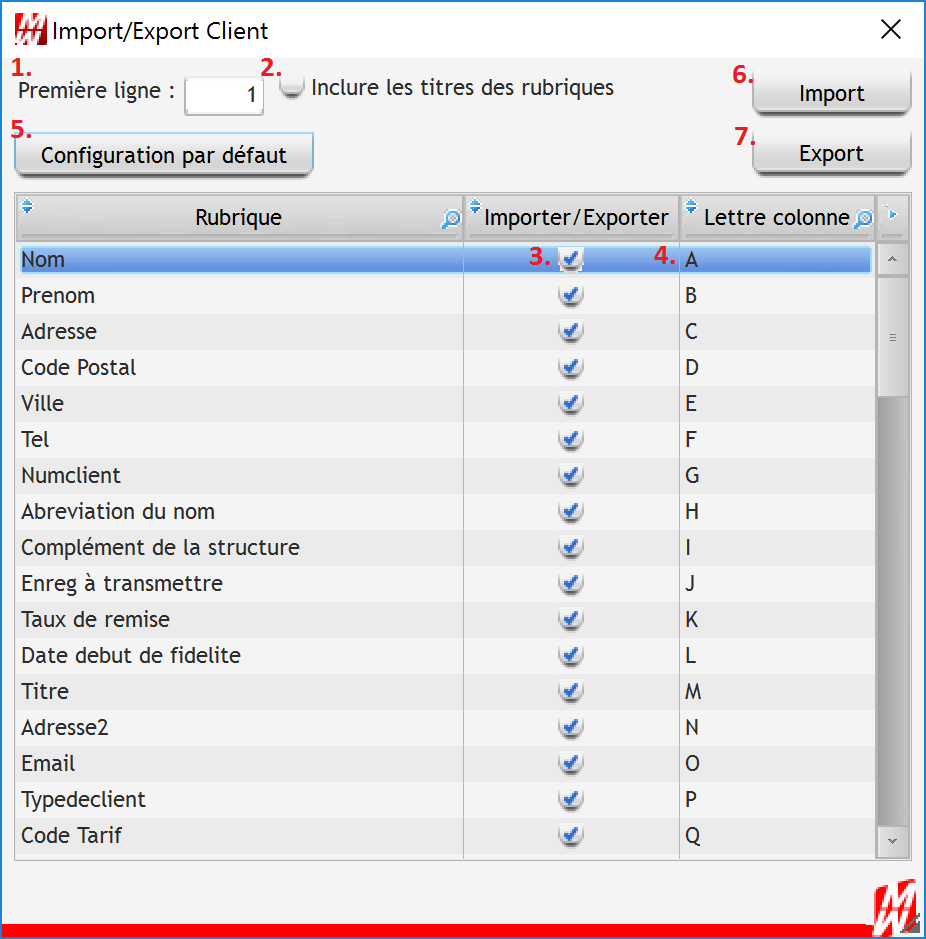 Import/Export Client
1.
Première ligne : 1
2.
Inclure les titres des rubriques
6.
Import
5.
Configuration par défaut
7.
Export
Rubrique Importer/Exporter Lettre colonne
Nom 3. 4. A
Prenom B
Adresse C
Code Postal D
Ville E
Tel F
Numclient G
Abreviation du nom H
Complément de la structure I
Enreg à transmettre J
Taux de remise K
Date debut de fidelite L
Titre M
Adresse2 N
Email O
Typedeclient P
Code Tarif Q